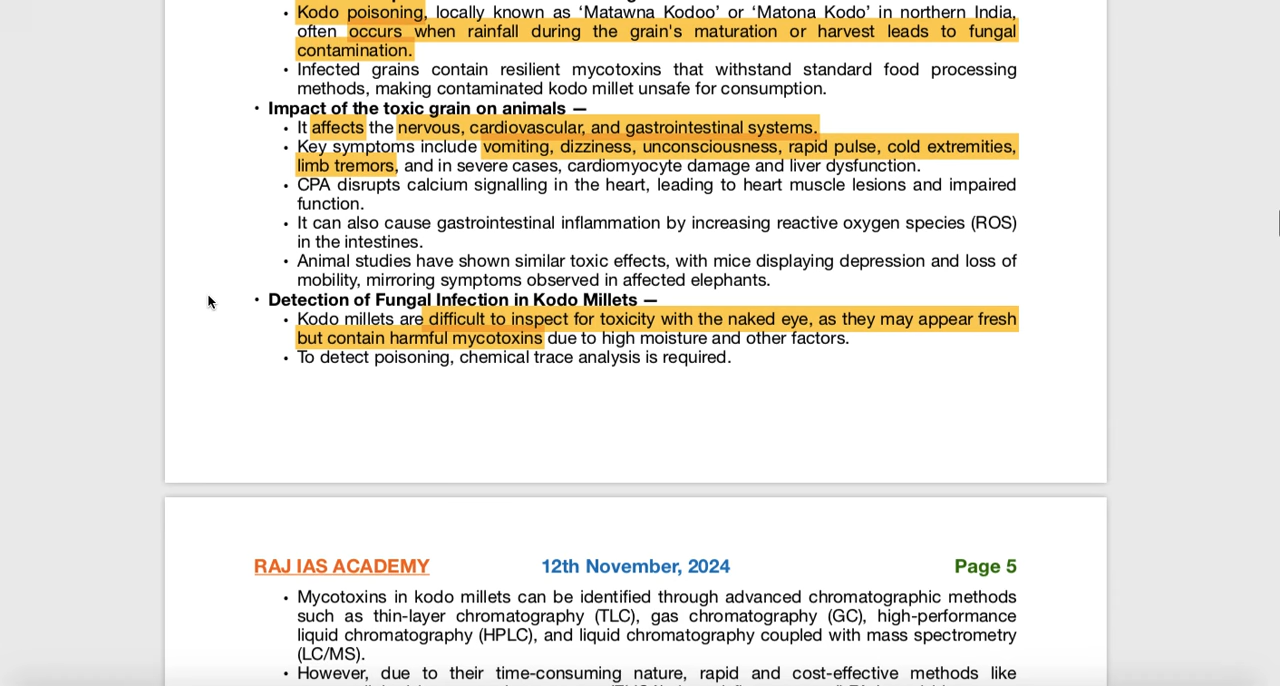 • Kodo poisoning, locally known as ‘Matawna Kodoo’ or ‘Matona Kodo’ in northern India,
often occurs when rainfall during the grain's maturation or harvest leads to fungal
contamination.
• Infected grains contain resilient mycotoxins that withstand standard food processing
methods, making contaminated kodo millet unsafe for consumption.
• Impact of the toxic grain on animals —
• It affects the nervous, cardiovascular, and gastrointestinal systems.
• Key symptoms include vomiting, dizziness, unconsciousness, rapid pulse, cold extremities,
limb tremors, and in severe cases, cardiomyocyte damage and liver dysfunction.
• CPA disrupts calcium signalling in the heart, leading to heart muscle lesions and impaired
function.
• It can also cause gastrointestinal inflammation by increasing reactive oxygen species (ROS)
in the intestines.
• Animal studies have shown similar toxic effects, with mice displaying depression and loss of
mobility, mirroring symptoms observed in affected elephants.
• Detection of Fungal Infection in Kodo Millets —
• Kodo millets are difficult to inspect for toxicity with the naked eye, as they may appear fresh
but contain harmful mycotoxins due to high moisture and other factors.
• To detect poisoning, chemical trace analysis is required.
RAJ IAS ACADEMY 12th November, 2024 Page 5
• Mycotoxins in kodo millets can be identified through advanced chromatographic methods
such as thin-layer chromatography (TLC), gas chromatography (GC), high-performance
liquid chromatography (HPLC), and liquid chromatography coupled with mass spectrometry
(LC/MS).
• However, due to their time-consuming nature, rapid and cost-effective methods like